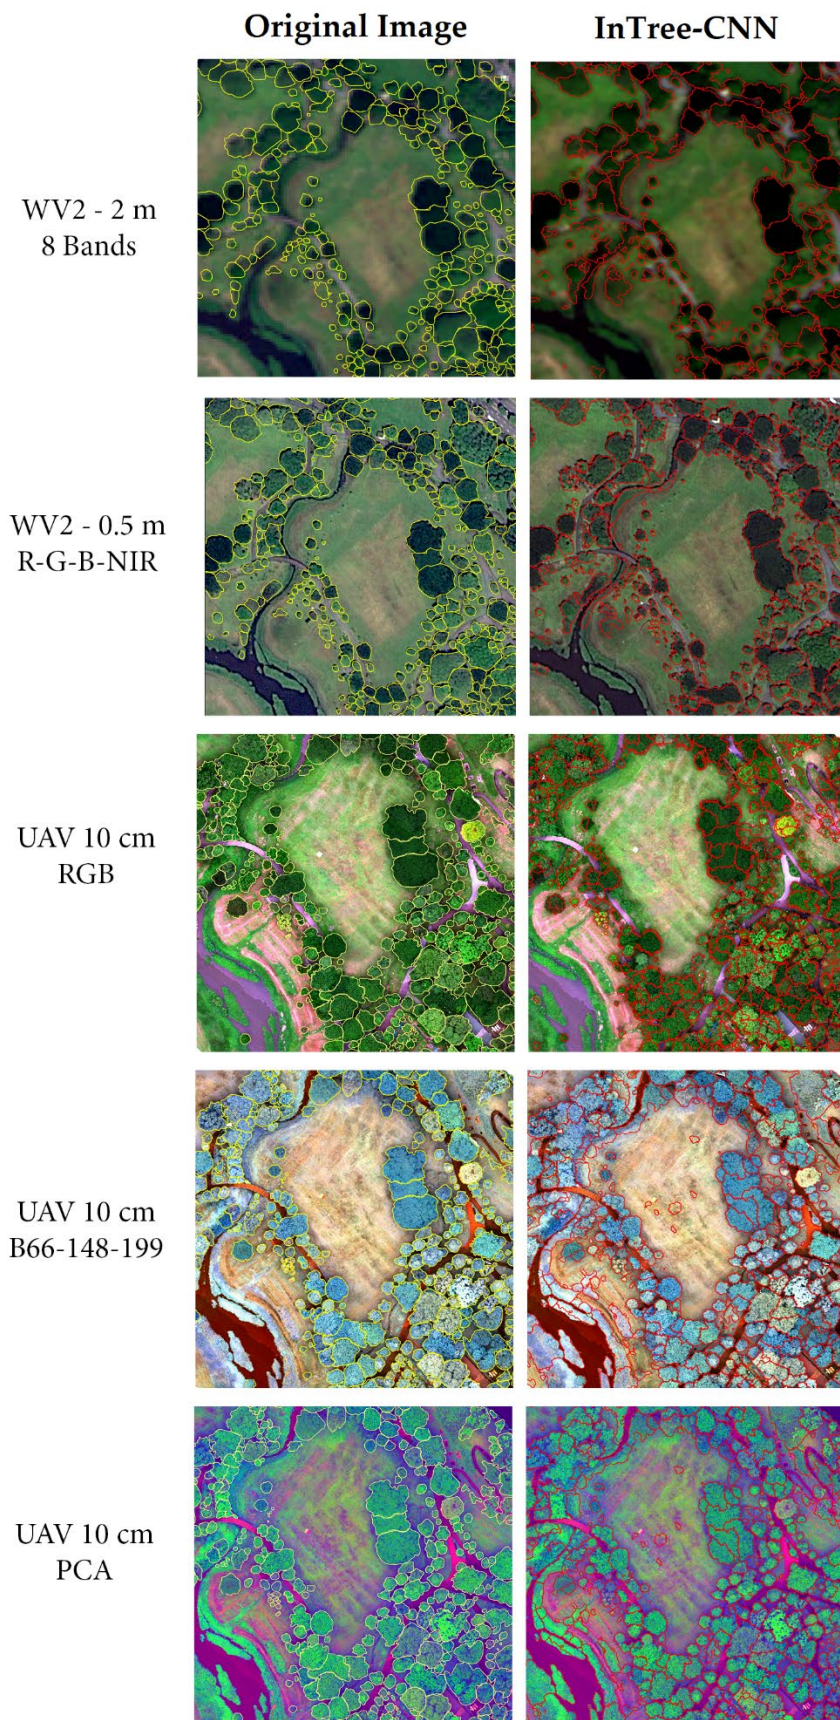 Original Image
InTree-CNN
WV2 - 2 m
8 Bands
WV2 - 0.5 m
R-G-B-NIR
UAV 10 cm
RGB
UAV 10 cm
B66-148-199
UAV 10 cm
PCA